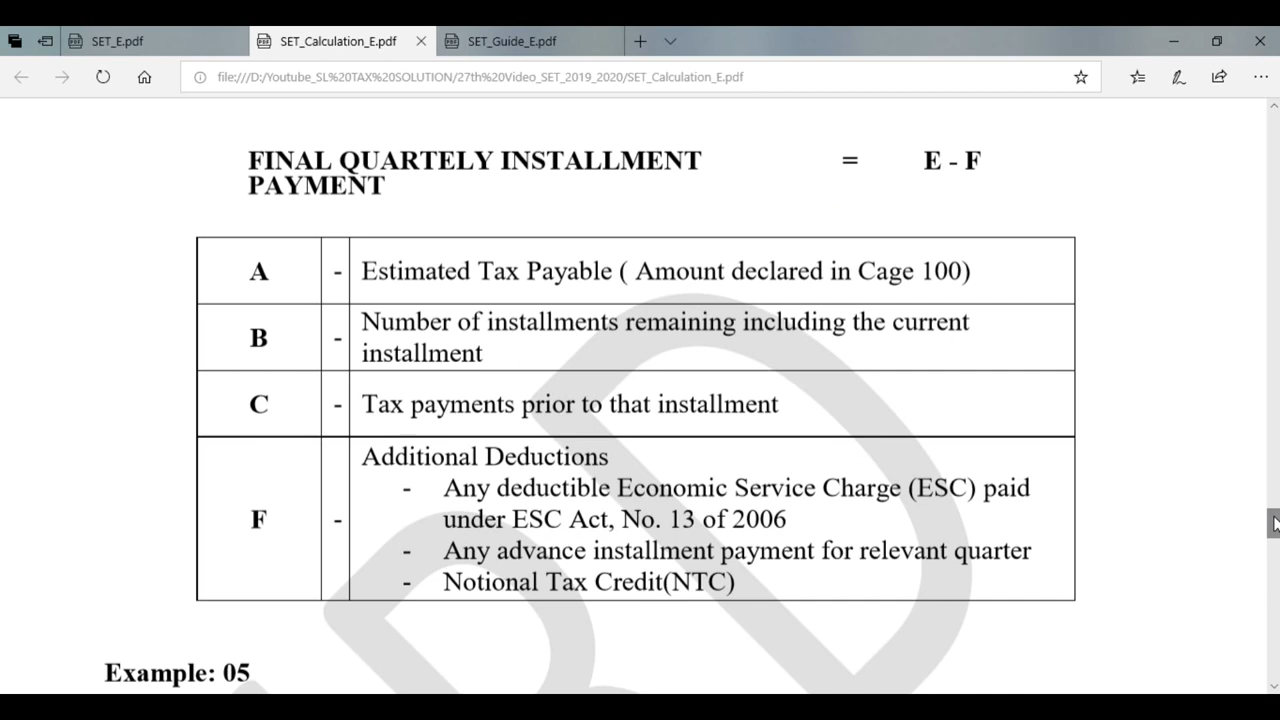 SET_E.pdf
SET_Calculation_E.pdf
SET_Guide_E.pdf
file:///D:/Youtube_SL%20TAX%20SOLUTION/27th%20Video_SET_2019_2020/SET_Calculation_E.pdf
FINAL QUARTELY INSTALLMENT = E - F
PAYMENT
A - Estimated Tax Payable ( Amount declared in Cage 100)
Number of installments remaining including the current
B -
installment
C - Tax payments prior to that installment
Additional Deductions
- Any deductible Economic Service Charge (ESC) paid
under ESC Act, No. 13 of 2006
F -
- Any advance installment payment for relevant quarter
- Notional Tax Credit(NTC)
Example: 05